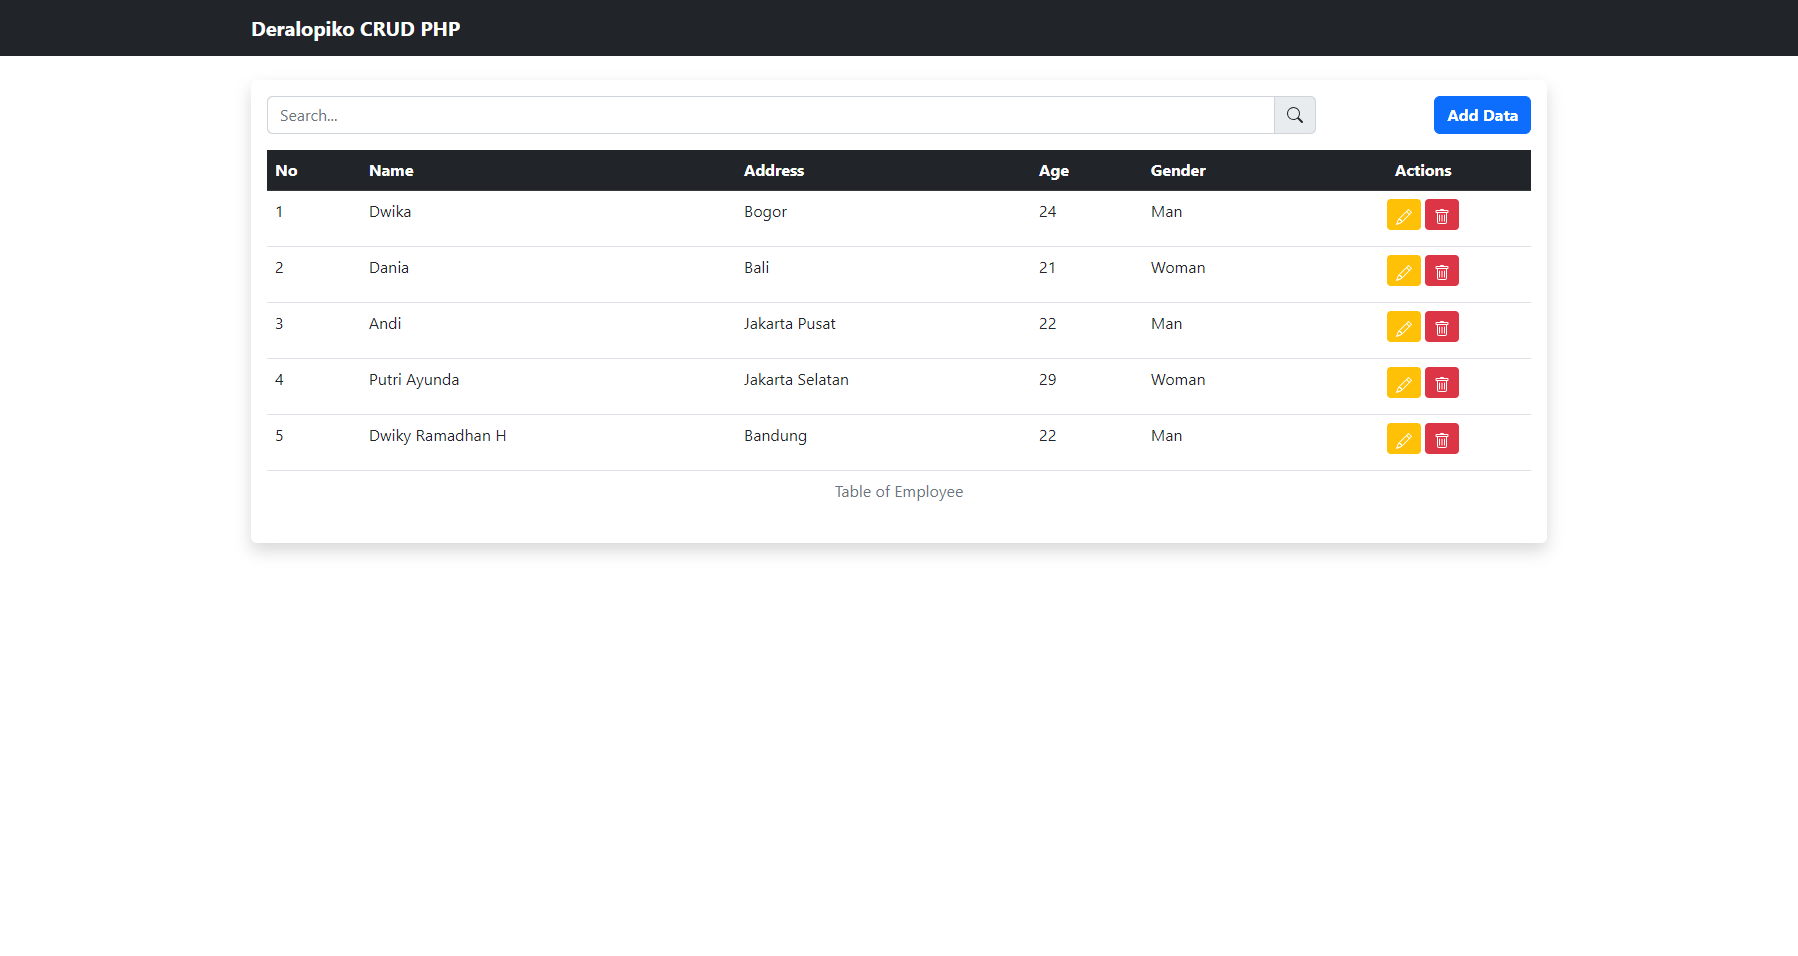 Deralopiko CRUD PHP
Search...
Add Data
No Name Address Age Gender Actions
1 Dwika Bogor 24 Man
2 Dania Bali 21 Woman
3 Andi Jakarta Pusat 22 Man
4 Putri Ayunda Jakarta Selatan 29 Woman
5 Dwiky Ramadhan H Bandung 22 Man
Table of Employee